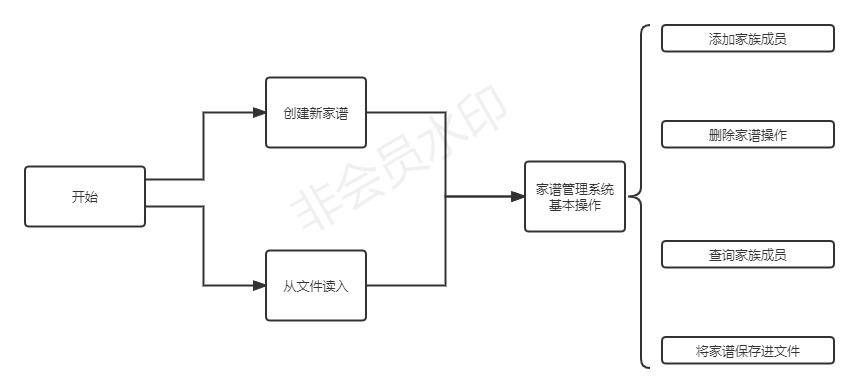 开始
创建新家谱
从文件读入
家谱管理系统
基本操作
添加家族成员
删除家谱操作
查询家族成员
将家谱保存进文件
非会员水印